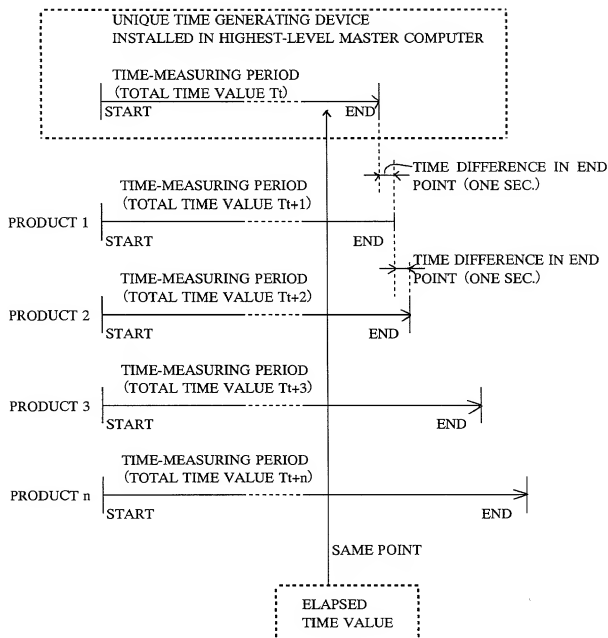 UNIQUE TIME GENERATING DEVICE
INSTALLED IN HIGHEST-LEVEL MASTER COMPUTER
TIME-MEASURING PERIOD
(TOTAL TIME VALUE Tt)
START
END
TIME DIFFERENCE IN END
POINT (ONE SEC.)
TIME-MEASURING PERIOD
(TOTAL TIME VALUE Tt+1)
PRODUCT 1
START
END
TIME DIFFERENCE IN END
POINT (ONE SEC.)
TIME-MEASURING PERIOD
(TOTAL TIME VALUE Tt+2)
PRODUCT 2
START
END
TIME-MEASURING PERIOD
(TOTAL TIME VALUE Tt+3)
PRODUCT 3
START
END
TIME-MEASURING PERIOD
(TOTAL TIME VALUE Tt+n)
PRODUCT n
START
END
SAME POINT
ELAPSED
TIME VALUE